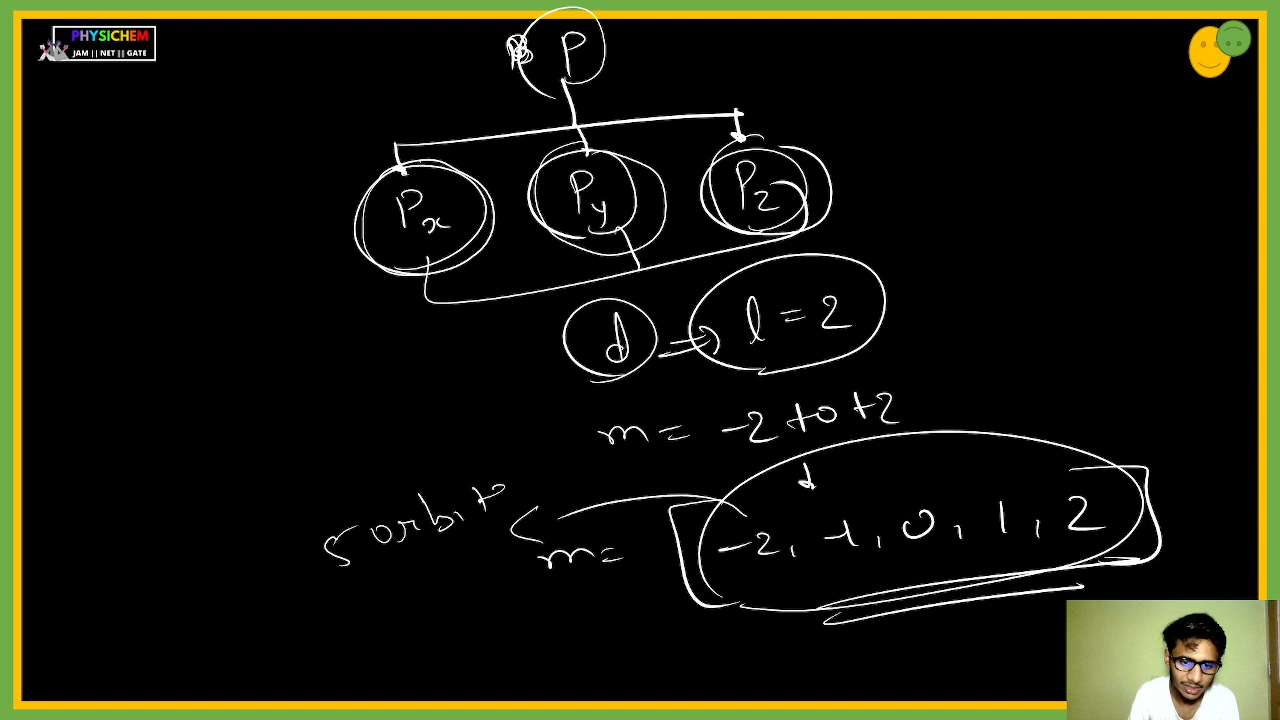 PHYSICHEM
JAM || NET || GATE
P
Px Py Pz
d ⇒ l = 2
m = -2 to +2
d
5 orbit
m = -2, -1, 0, 1, 2